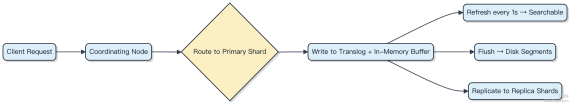 Client Request
Coordinating Node
Route to Primary Shard
Write to Translog + In-Memory Buffer
Refresh every 1s → Searchable
Flush → Disk Segments
Replicate to Replica Shards